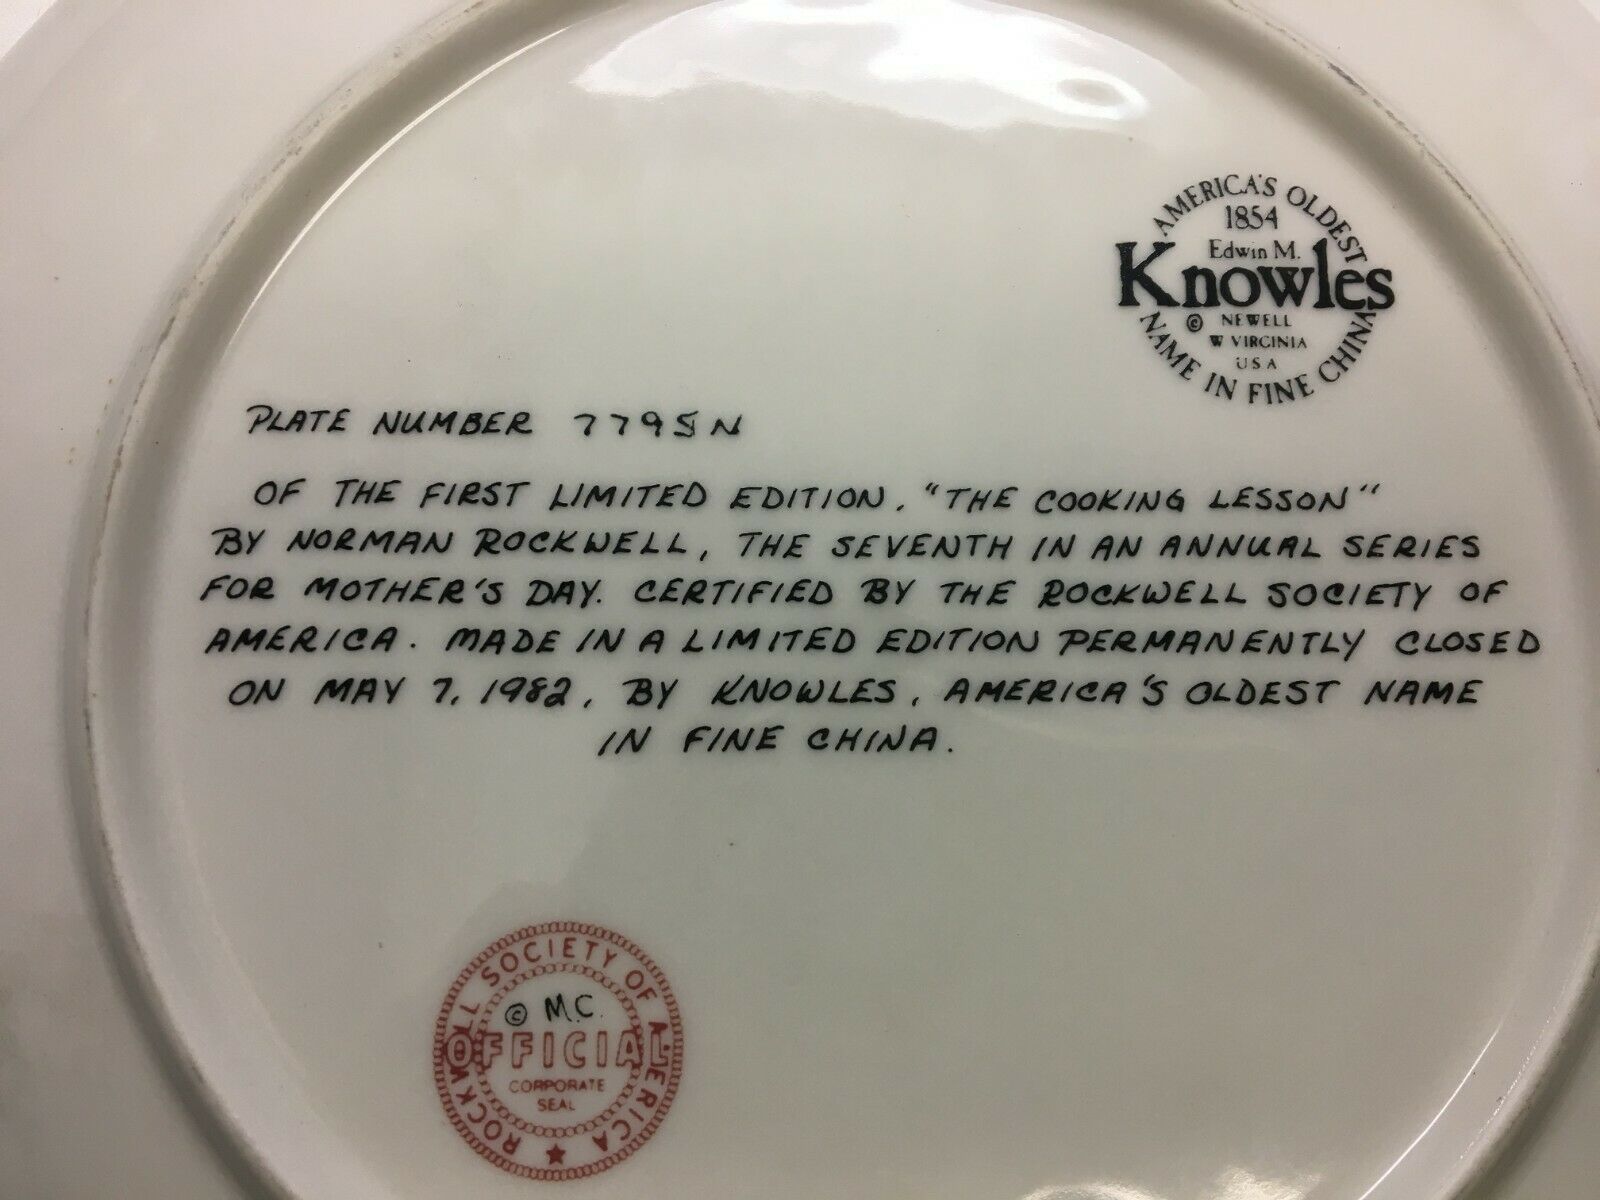 AMERICA'S OLDEST
1854
Edwin M.
Knowles
© NEWELL
W VIRGINIA
USA
NAME IN FINE CHINA
PLATE NUMBER 7795N
OF THE FIRST LIMITED EDITION, "THE COOKING LESSON"
BY NORMAN ROCKWELL, THE SEVENTH IN AN ANNUAL SERIES
FOR MOTHER'S DAY. CERTIFIED BY THE ROCKWELL SOCIETY OF
AMERICA. MADE IN A LIMITED EDITION PERMANENTLY CLOSED
ON MAY 7, 1982, BY KNOWLES, AMERICA'S OLDEST NAME
IN FINE CHINA.
ROCKWELL SOCIETY OF AMERICA
© M.C.
OFFICIAL
CORPORATE
SEAL